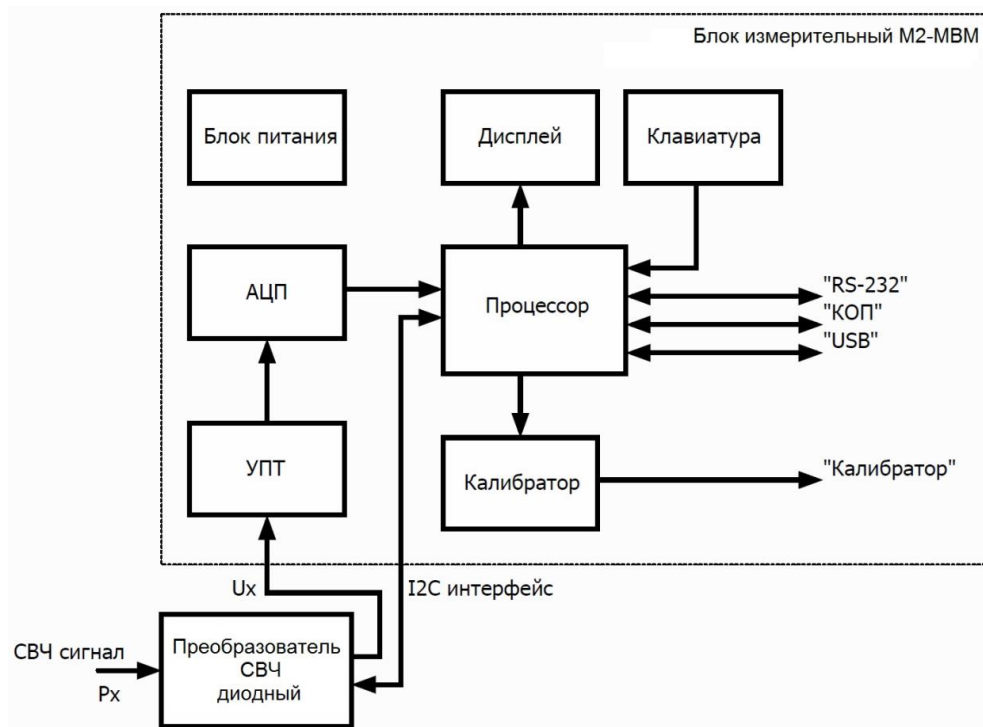 Блок измерительный М2-МВМ
Блок питания
Дисплей
Клавиатура
АЦП
Процессор
"RS-232"
"КОП"
"USB"
УПТ
Калибратор
"Калибратор"
Ux
I2C интерфейс
СВЧ сигнал
Px
Преобразователь
СВЧ
диодный